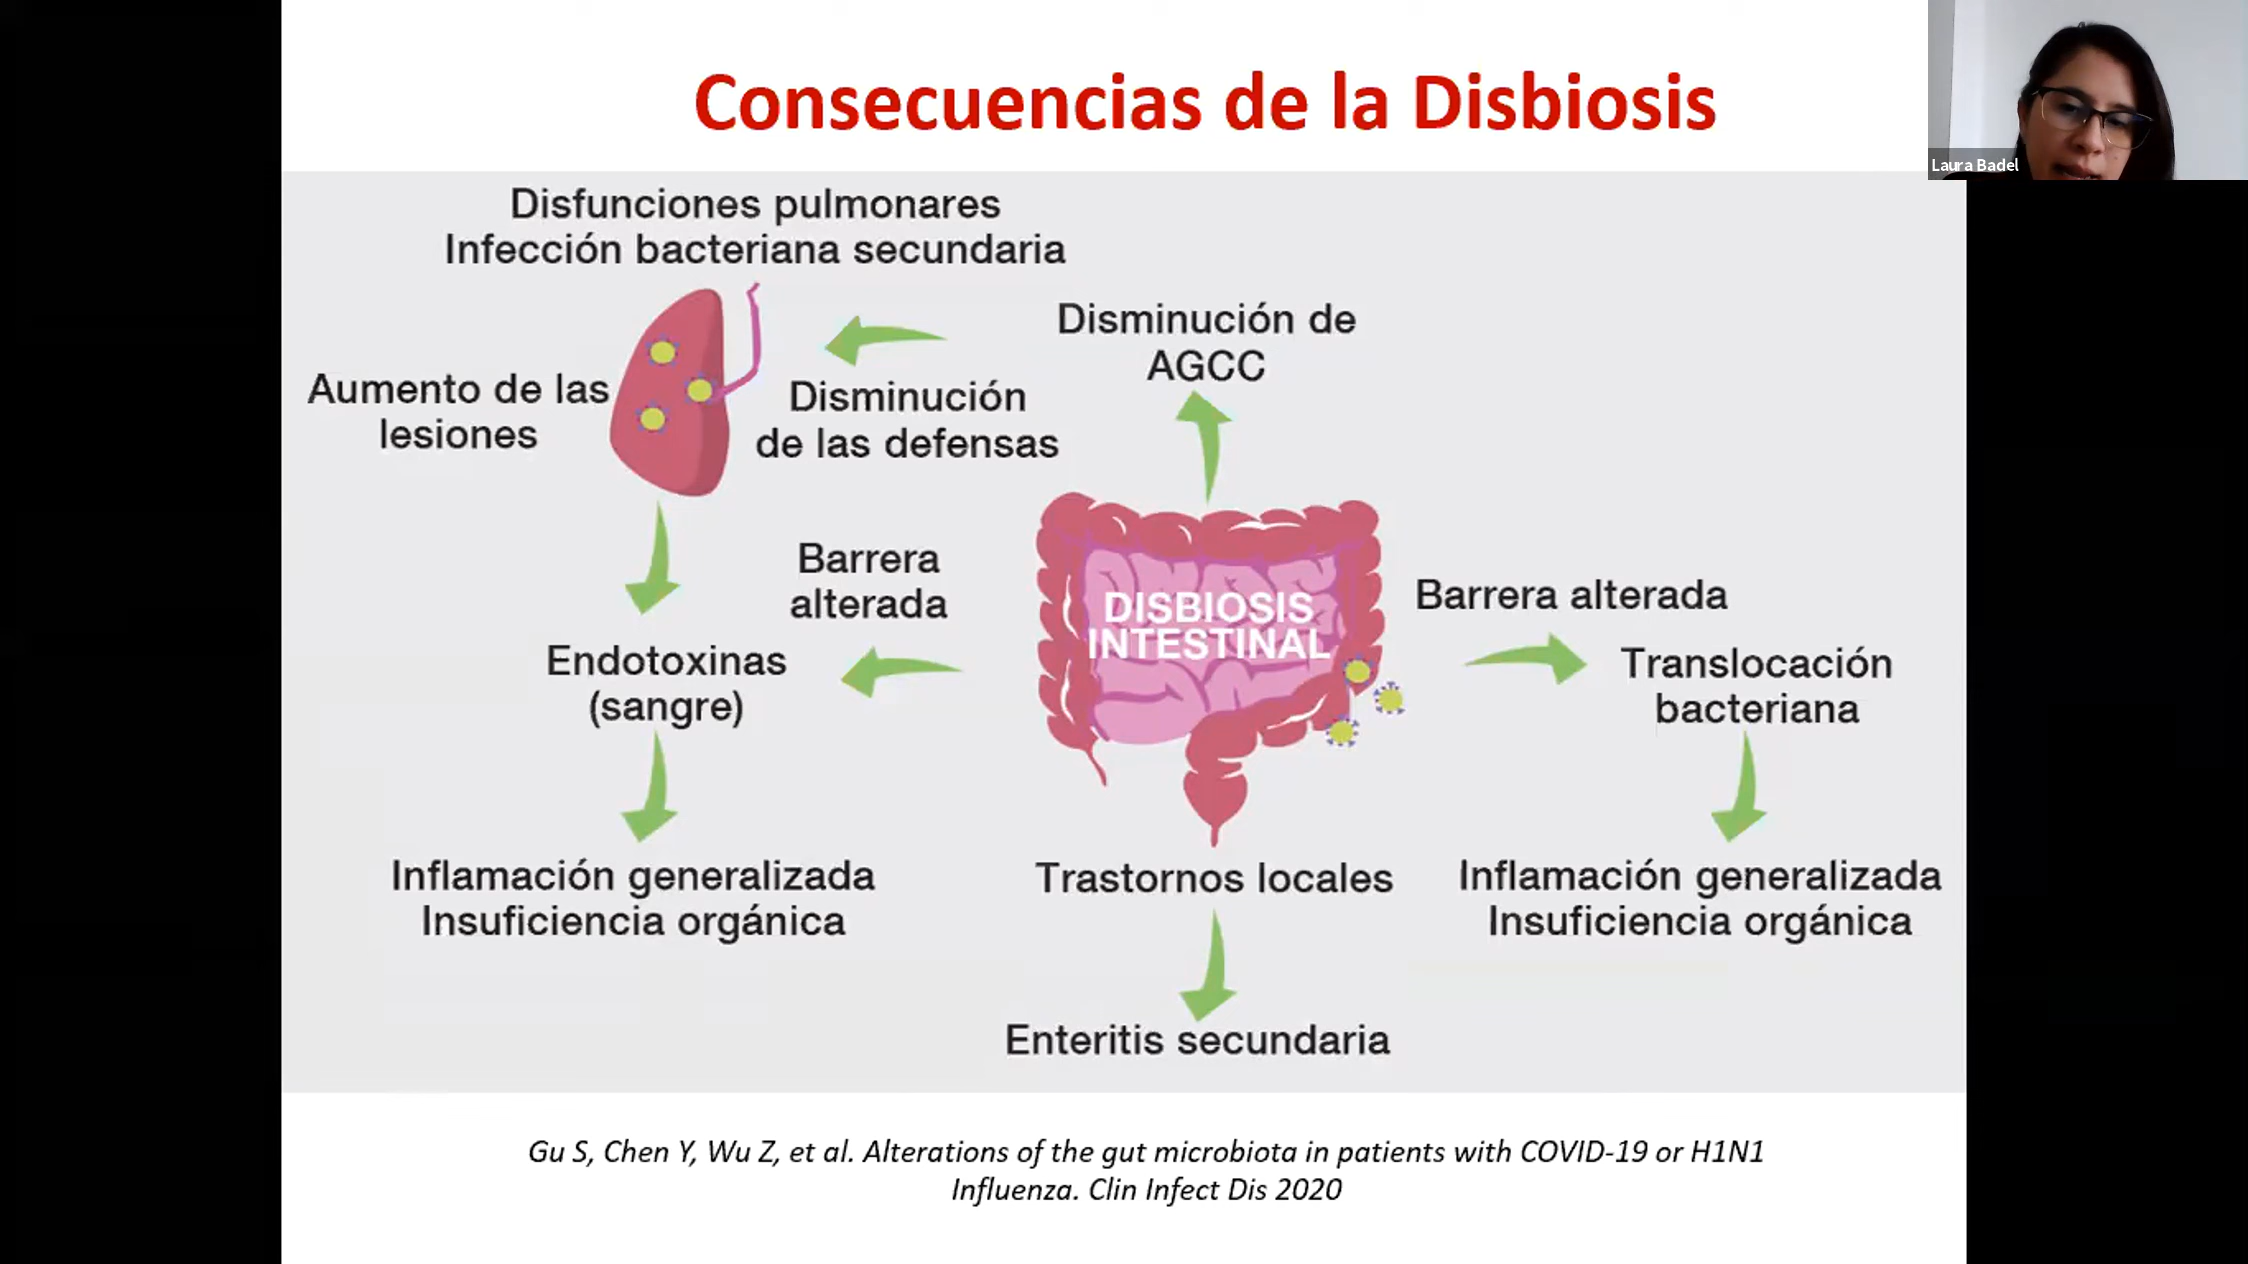 Consecuencias de la Disbiosis
Laura Badel
Disfunciones pulmonares
Infección bacteriana secundaria
Disminución de
AGCC
Aumento de las
lesiones
Disminución
de las defensas
Barrera
alterada
DISBIOSIS
INTESTINAL
Barrera alterada
Endotoxinas
(sangre)
Translocación
bacteriana
Inflamación generalizada
Insuficiencia orgánica
Trastornos locales
Inflamación generalizada
Insuficiencia orgánica
Enteritis secundaria
Gu S, Chen Y, Wu Z, et al. Alterations of the gut microbiota in patients with COVID-19 or H1N1
Influenza. Clin Infect Dis 2020